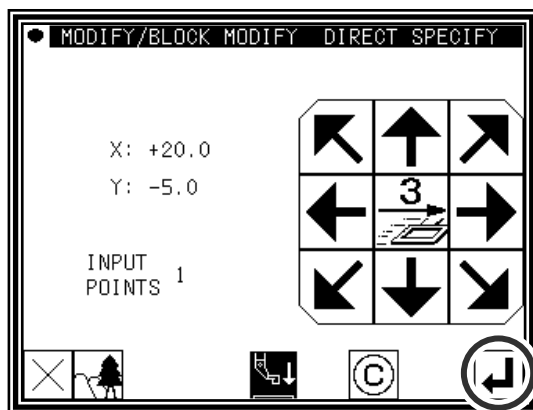 MODIFY/BLOCK MODIFY DIRECT SPECIFY
X: +20.0
Y: -5.0
3
INPUT
POINTS 1
C